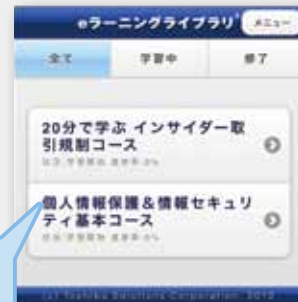 eラーニングライブラリ
メニュー
全て
学習中
修了
20分で学ぶ インサイダー取
引規制コース
個人情報保護&情報セキュリ
ティ基本コース
(c) Toshiba Solutions Corporation, 2012